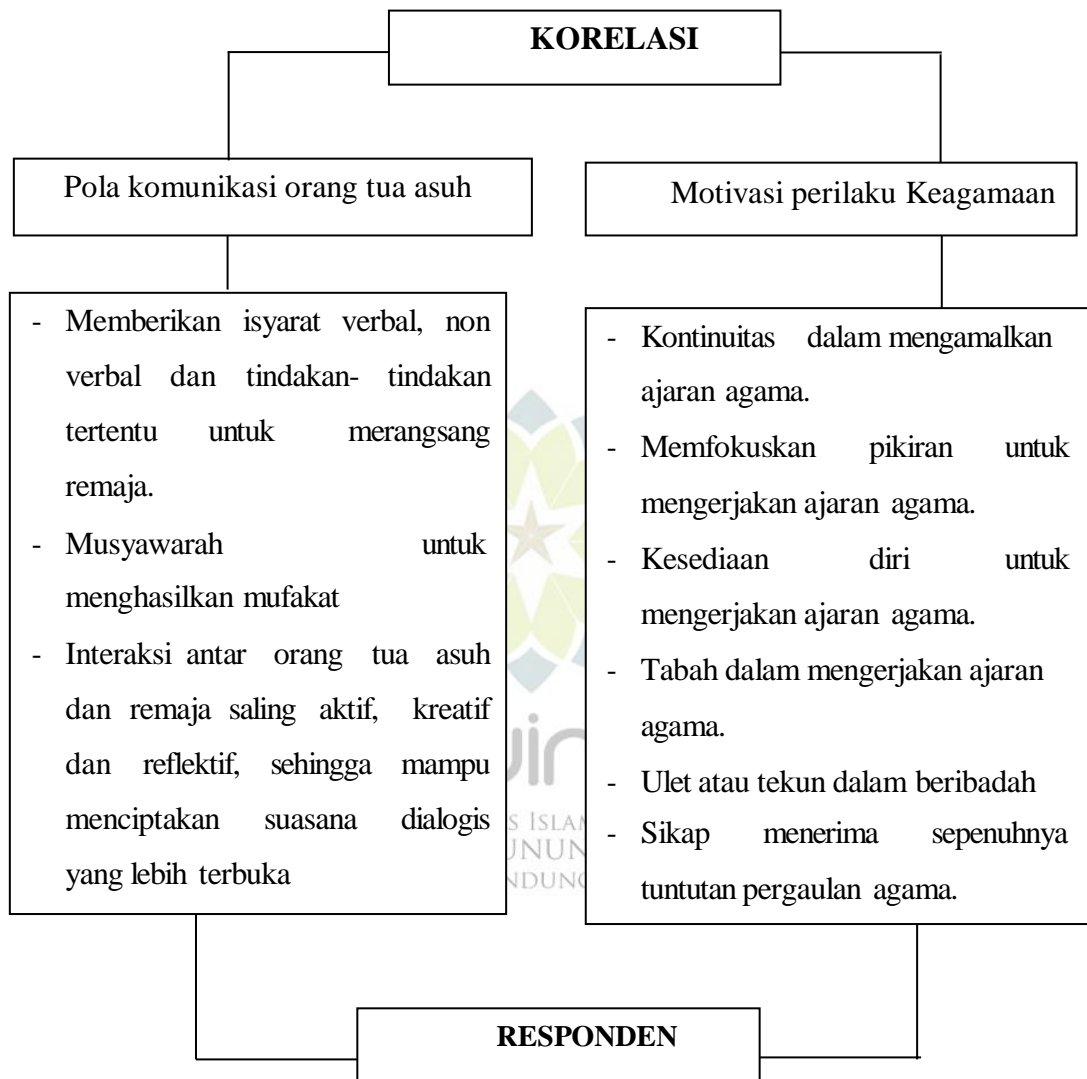 KORELASI
Pola komunikasi orang tua asuh
Motivasi perilaku Keagamaan
- Memberikan isyarat verbal, non
verbal dan tindakan- tindakan
tertentu untuk merangsang
remaja.
- Musyawarah untuk
menghasilkan mufakat
- Interaksi antar orang tua asuh
dan remaja saling aktif, kreatif
dan reflektif, sehingga mampu
menciptakan suasana dialogis
yang lebih terbuka
- Kontinuitas dalam mengamalkan
ajaran agama.
- Memfokuskan pikiran untuk
mengerjakan ajaran agama.
- Kesediaan diri untuk
mengerjakan ajaran agama.
- Tabah dalam mengerjakan ajaran
agama.
- Ulet atau tekun dalam beribadah
- Sikap menerima sepenuhnya
tuntutan pergaulan agama.
RESPONDEN